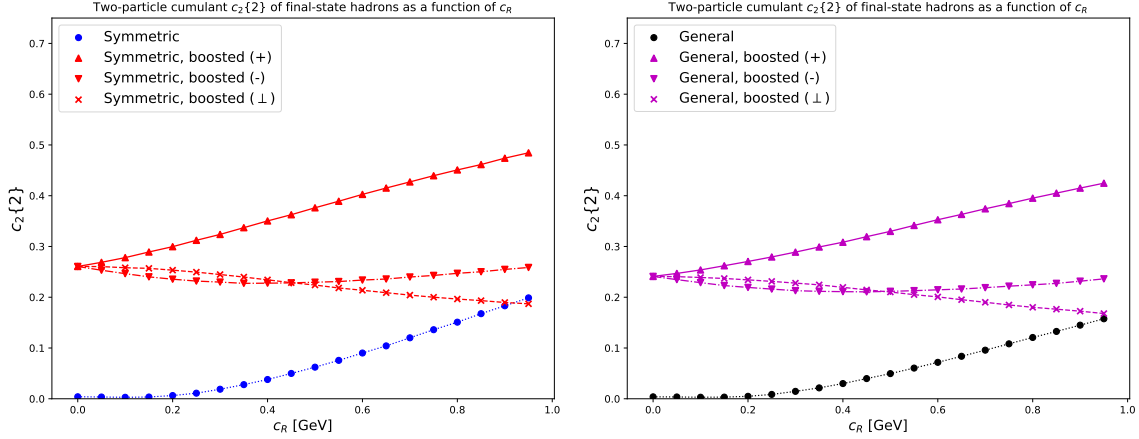 Two-particle cumulant c₂{2} of final-state hadrons as a function of c_R
Symmetric
Symmetric, boosted (+)
Symmetric, boosted (-)
Symmetric, boosted (⊥)
0.7
0.6
0.5
0.4
0.3
0.2
0.1
0.0
c₂{2}
0.0 0.2 0.4 0.6 0.8 1.0
c_R [GeV]
Two-particle cumulant c₂{2} of final-state hadrons as a function of c_R
General
General, boosted (+)
General, boosted (-)
General, boosted (⊥)
0.7
0.6
0.5
0.4
0.3
0.2
0.1
0.0
c₂{2}
0.0 0.2 0.4 0.6 0.8 1.0
c_R [GeV]